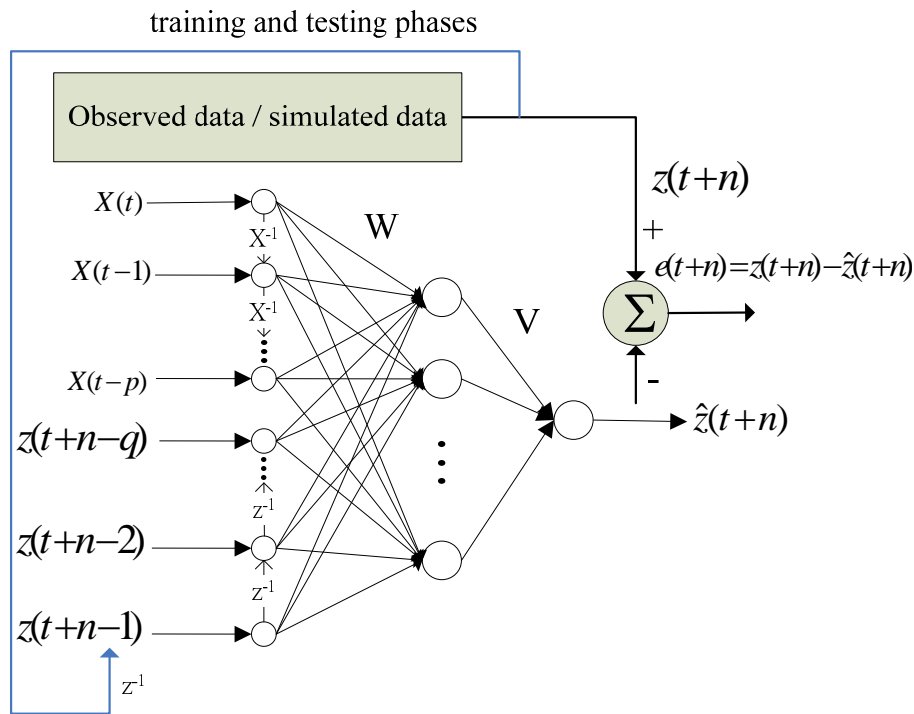 training and testing phases
Observed data / simulated data
z(t+n)
X(t)
W
X⁻¹
+
X(t−1)
e(t+n)=z(t+n)−ẑ(t+n)
X⁻¹
V
Σ
X(t−p)
-
z(t+n−q)
ẑ(t+n)
z⁻¹
z(t+n−2)
z⁻¹
z(t+n−1)
z⁻¹